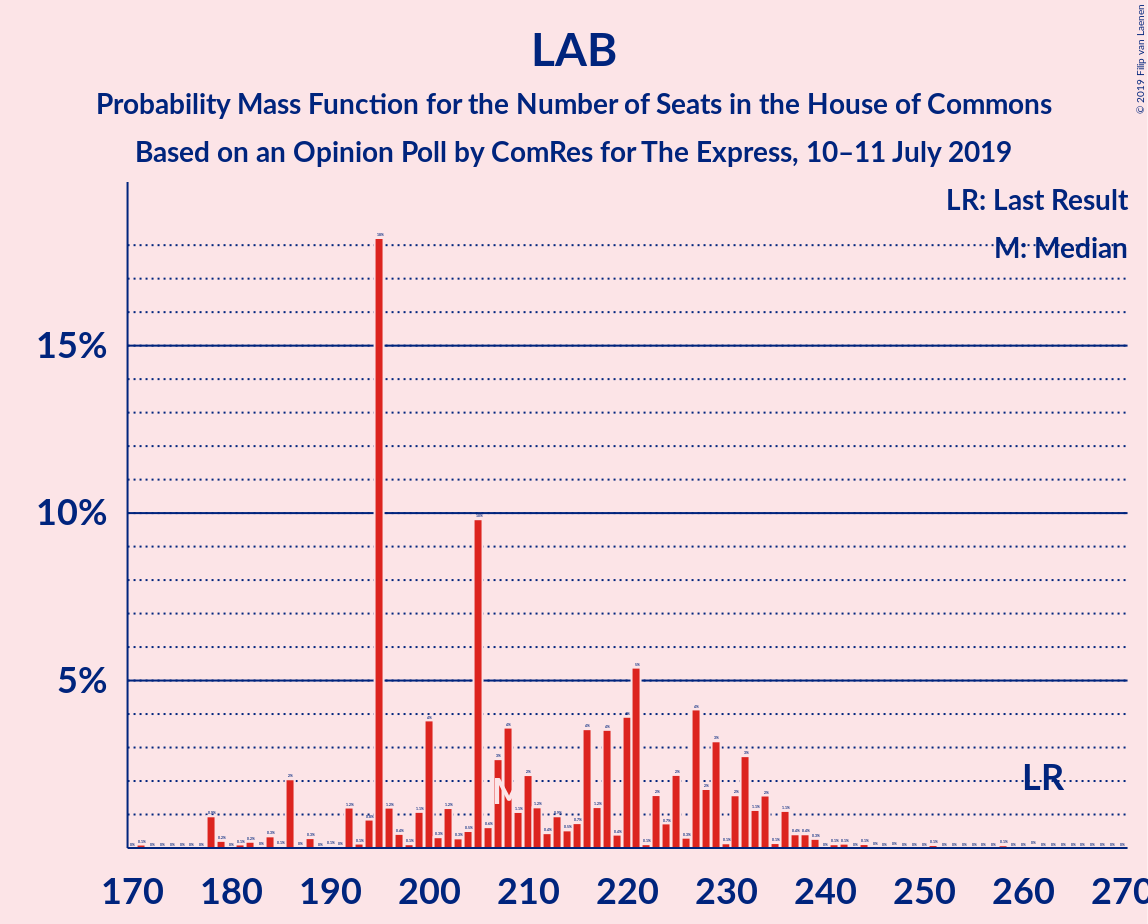 LAB
Probability Mass Function for the Number of Seats in the House of Commons
Based on an Opinion Poll by ComRes for The Express, 10–11 July 2019
© 2019 Filip van Laenen
LR: Last Result
M: Median
15%
10%
5%
M
LR
170 180 190 200 210 220 230 240 250 260 270